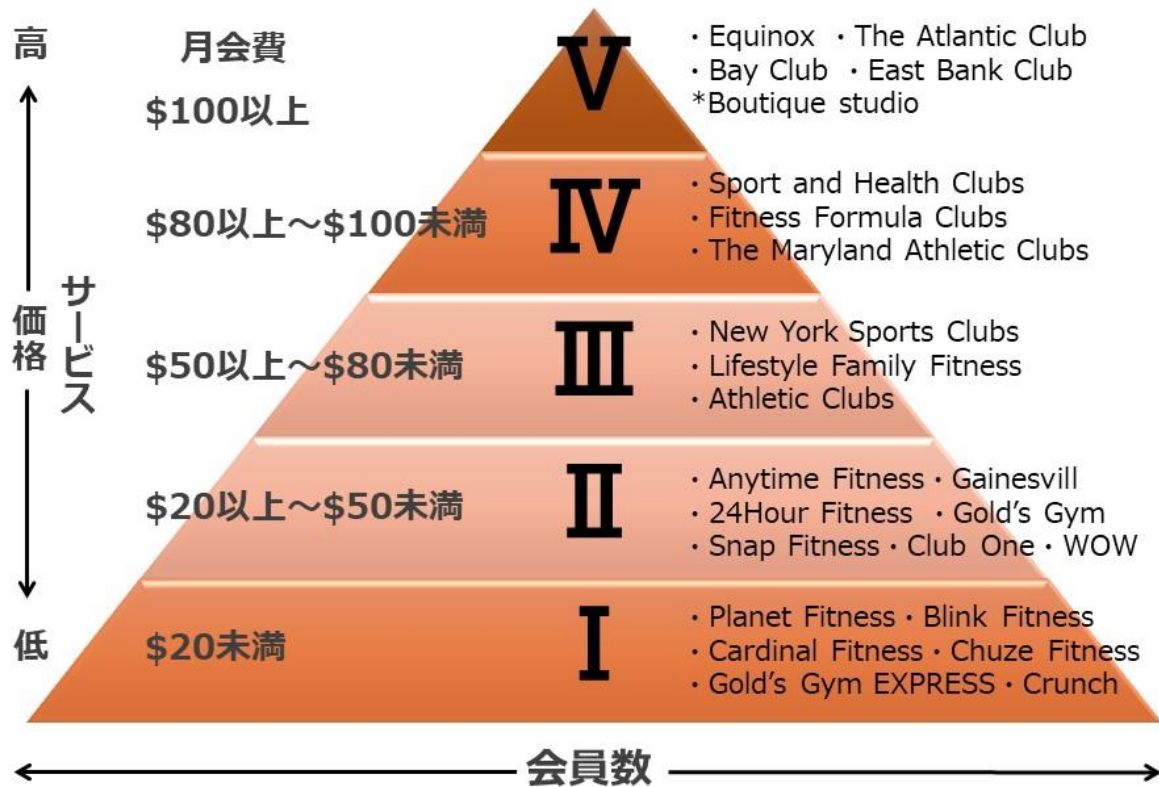 高
月会費
$100以上
V
・Equinox ・The Atlantic Club
・Bay Club ・East Bank Club
*Boutique studio
$80以上～$100未満
IV
・Sport and Health Clubs
・Fitness Formula Clubs
・The Maryland Athletic Clubs
価格
サービス
$50以上～$80未満
III
・New York Sports Clubs
・Lifestyle Family Fitness
・Athletic Clubs
$20以上～$50未満
II
・Anytime Fitness・Gainesvill
・24Hour Fitness ・Gold's Gym
・Snap Fitness・Club One・WOW
低
$20未満
I
・Planet Fitness・Blink Fitness
・Cardinal Fitness・Chuze Fitness
・Gold's Gym EXPRESS・Crunch
会員数